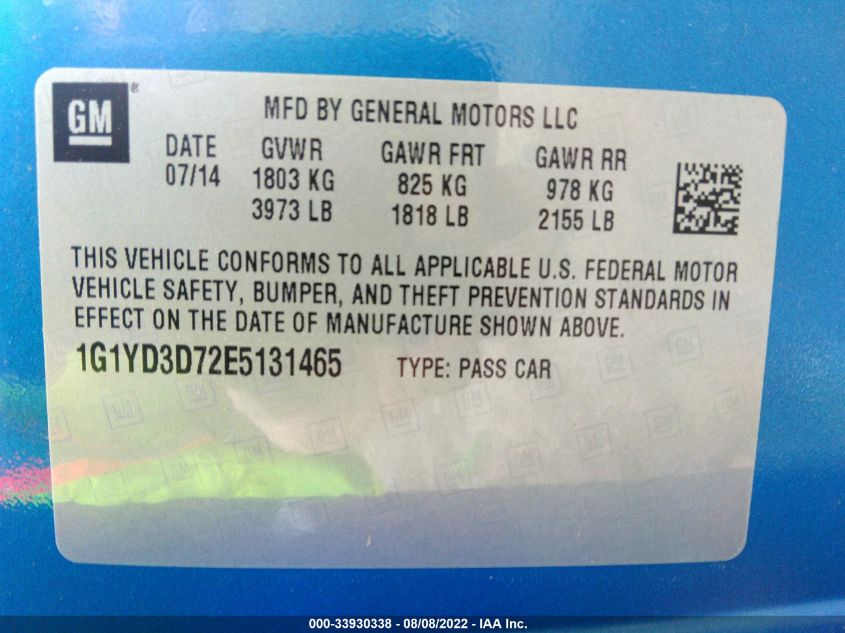 GM
MFD BY GENERAL MOTORS LLC
DATE GVWR GAWR FRT GAWR RR
07/14 1803 KG 825 KG 978 KG
3973 LB 1818 LB 2155 LB
THIS VEHICLE CONFORMS TO ALL APPLICABLE U.S. FEDERAL MOTOR
VEHICLE SAFETY, BUMPER, AND THEFT PREVENTION STANDARDS IN
EFFECT ON THE DATE OF MANUFACTURE SHOWN ABOVE.
1G1YD3D72E5131465 TYPE: PASS CAR
000-33930338 - 08/08/2022 - IAA Inc.